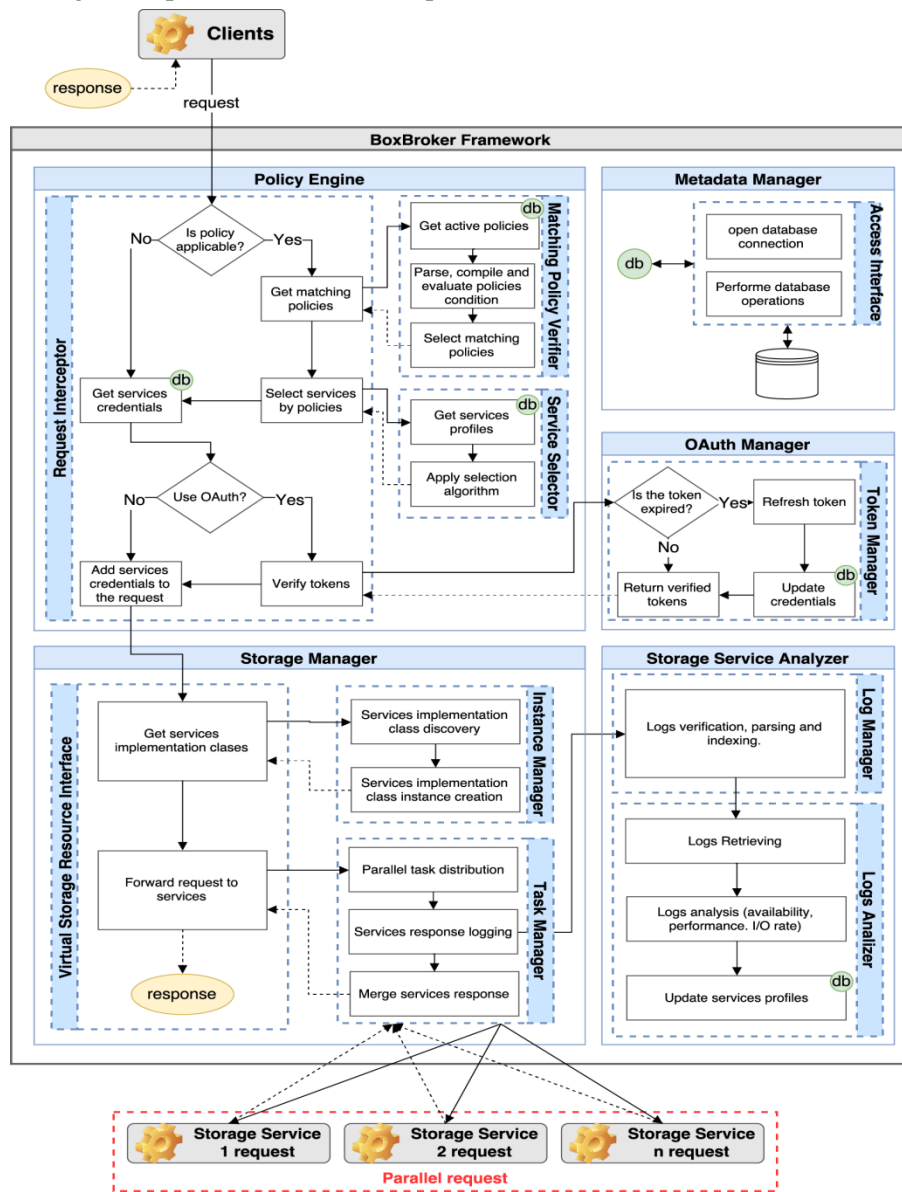 Clients
response
request
BoxBroker Framework
Policy Engine
Request Interceptor
Is policy
applicable?
No
Yes
Get matching
policies
Get services
credentials
db
Select services
by policies
Use OAuth?
No
Yes
Add services
credentials to
the request
Verify tokens
Matching Policy Verifier
db
Get active policies
Parse, compile and
evaluate policies
condition
Select matching
policies
Service Selector
db
Get services
profiles
Apply selection
algorithm
Metadata Manager
Access Interface
db
open database
connection
Performe database
operations
OAuth Manager
Token Manager
Is the token
expired?
Yes
No
Refresh token
Return verified
tokens
db
Update
credentials
Storage Manager
Virtual Storage Resource Interface
Get services
implementation clases
Forward request to
services
response
Instance Manager
Services implementation
class discovery
Services implementation
class instance creation
Task Manager
Parallel task distribution
Services response logging
Merge services response
Storage Service Analyzer
Log Manager
Logs verification, parsing and
indexing.
Logs Analizer
Logs Retrieving
Logs analysis (availability,
performance. I/O rate)
db
Update services profiles
Storage Service
1 request
Storage Service
2 request
Storage Service
n request
Parallel request